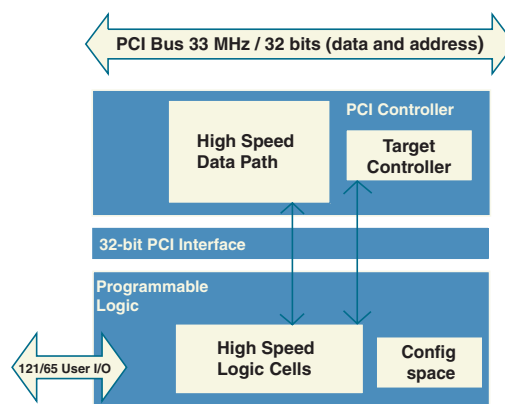 PCI Bus 33 MHz / 32 bits (data and address)
PCI Controller
High Speed
Data Path
Target
Controller
32-bit PCI Interface
Programmable
Logic
121/65 User I/O
High Speed
Logic Cells
Config
space